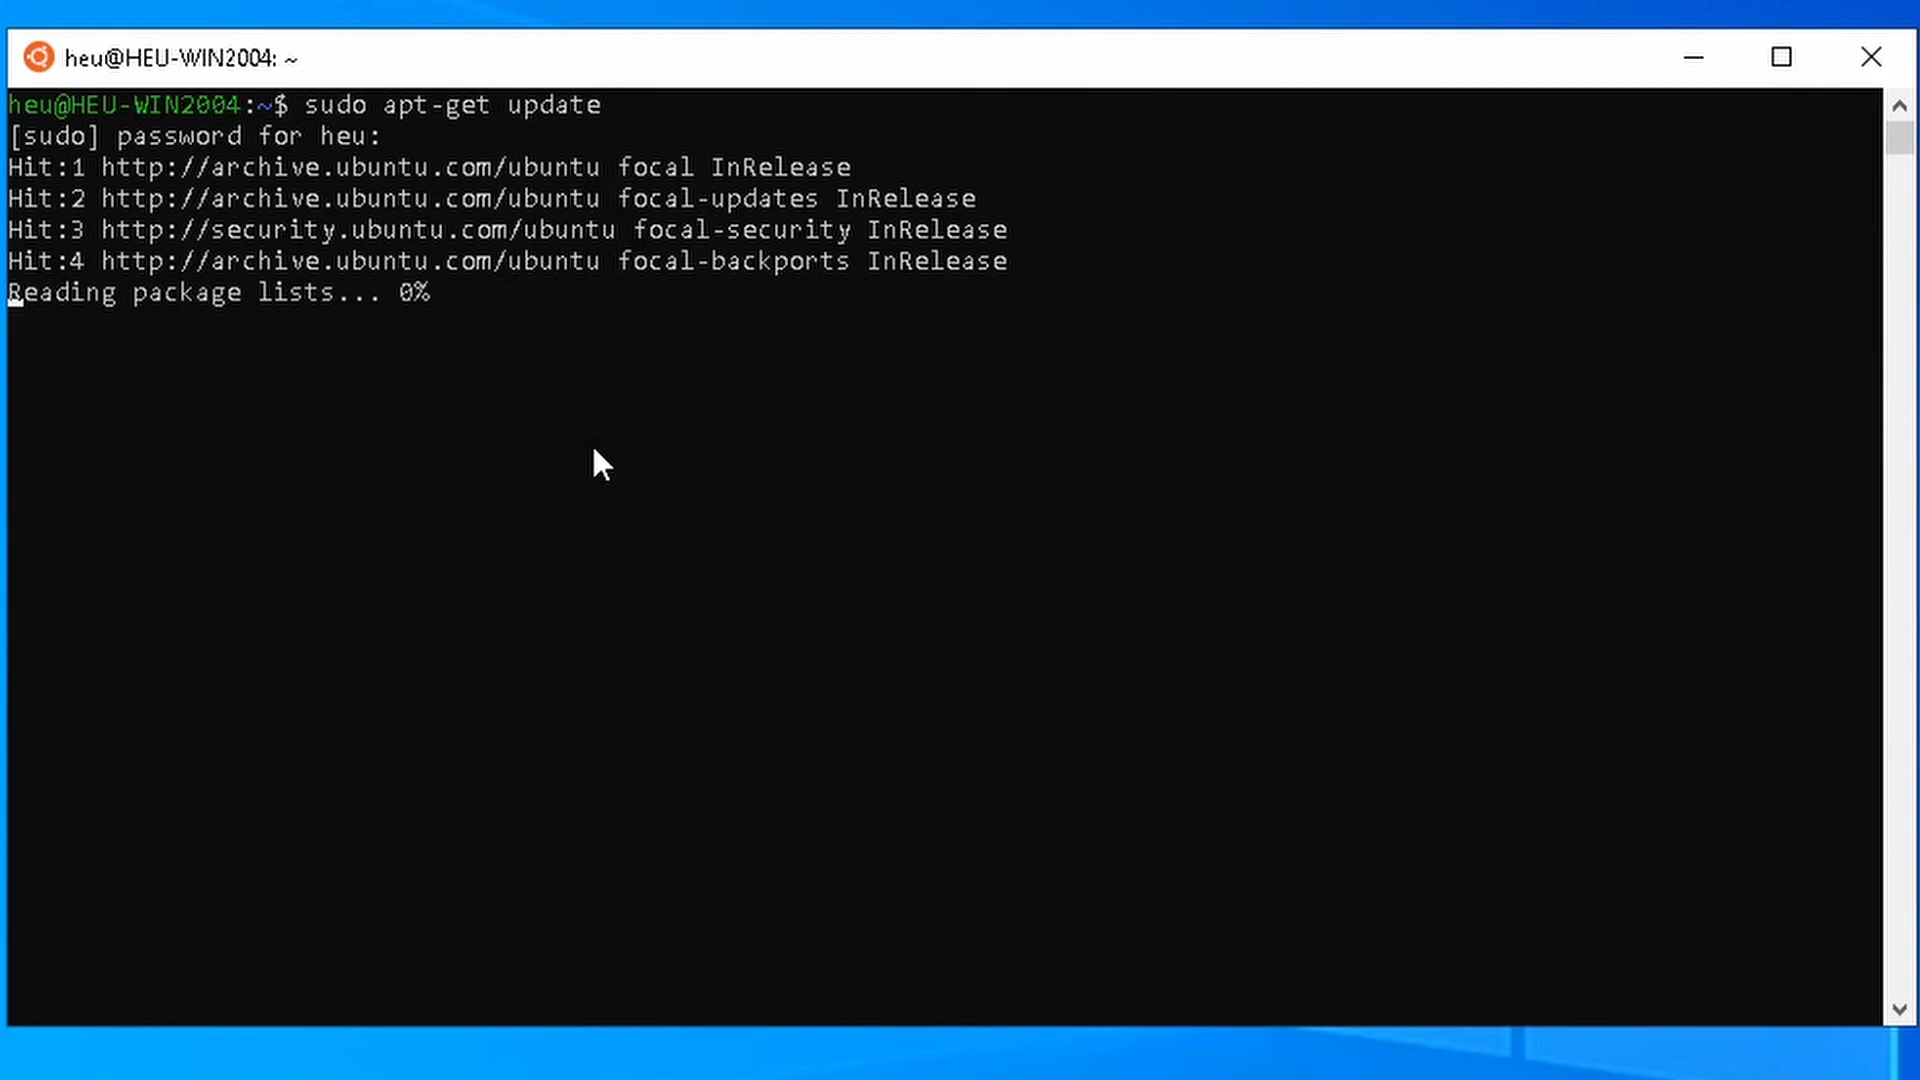 heu@HEU-WIN2004: ~
heu@HEU-WIN2004:~$ sudo apt-get update
[sudo] password for heu:
Hit:1 http://archive.ubuntu.com/ubuntu focal InRelease
Hit:2 http://archive.ubuntu.com/ubuntu focal-updates InRelease
Hit:3 http://security.ubuntu.com/ubuntu focal-security InRelease
Hit:4 http://archive.ubuntu.com/ubuntu focal-backports InRelease
Reading package lists... 0%